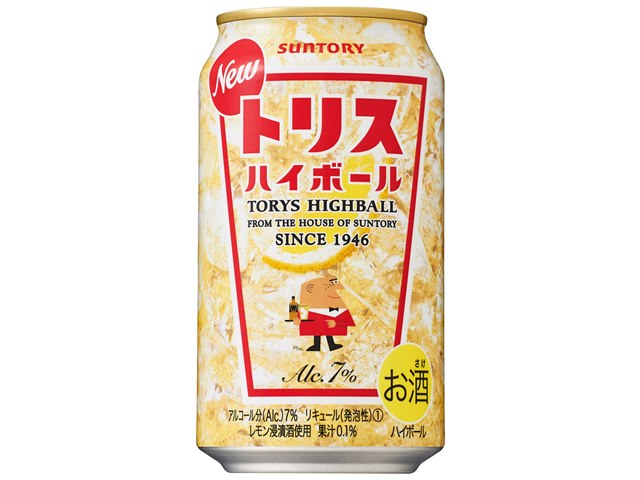 SUNTORY
New
トリス
ハイボール
TORYS HIGHBALL
FROM THE HOUSE OF SUNTORY
SINCE 1946
Alc.7%
さけ
お酒
アルコール分(Alc.)7% リキュール(発泡性)①
レモン浸漬酒使用 果汁0.1%
ハイボール